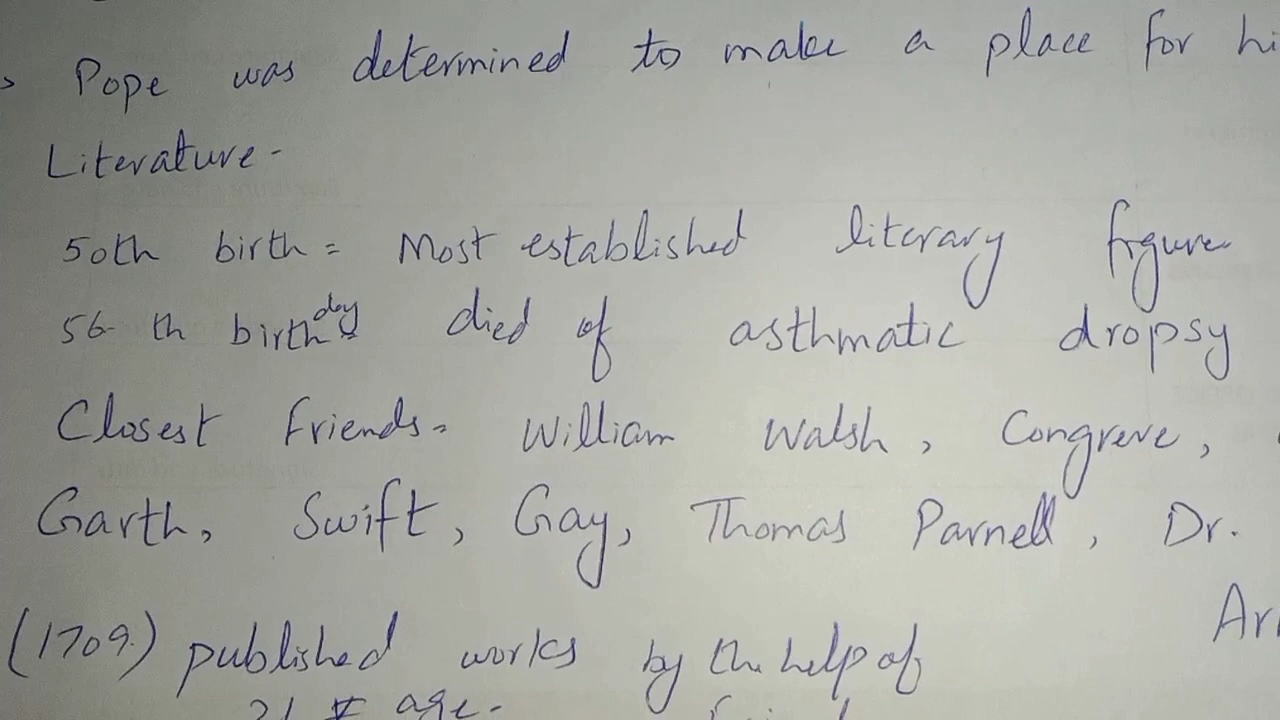 Pope was determined to make a place for hi
Literature -
50th birth = Most established literary figure
56 th birthday died of asthmatic dropsy
Closest friends = William Walsh, Congreve,
Garth, Swift, Gay, Thomas Parnell, Dr.
Ar
(1709) published works by the help of
21 age.